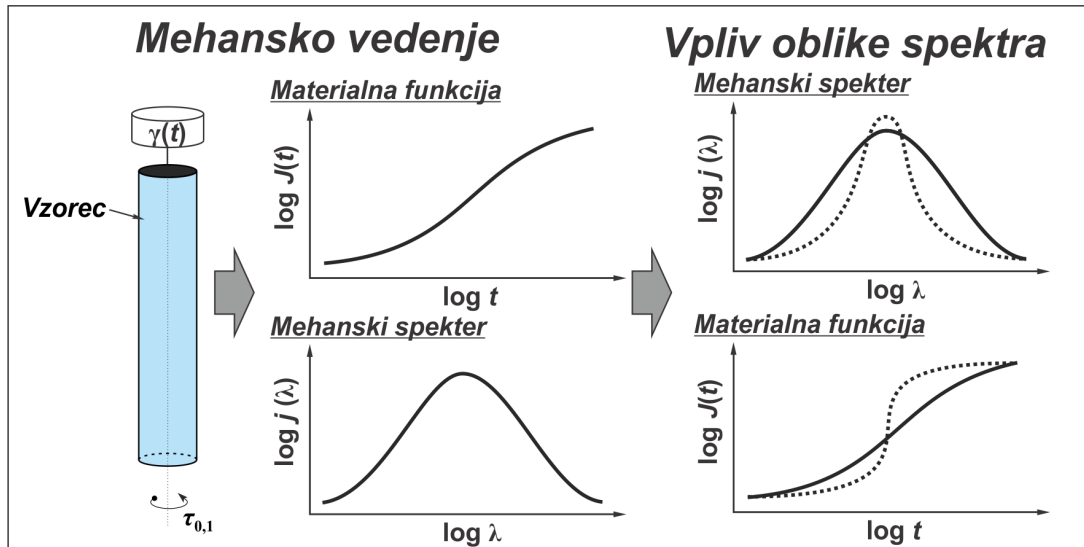 Mehansko vedenje
Vpliv oblike spektra
γ(t)
Vzorec
τ0,1
Materialna funkcija
log J(t)
log t
Mehanski spekter
log j (λ)
log λ
Mehanski spekter
log j (λ)
log λ
Materialna funkcija
log J(t)
log t